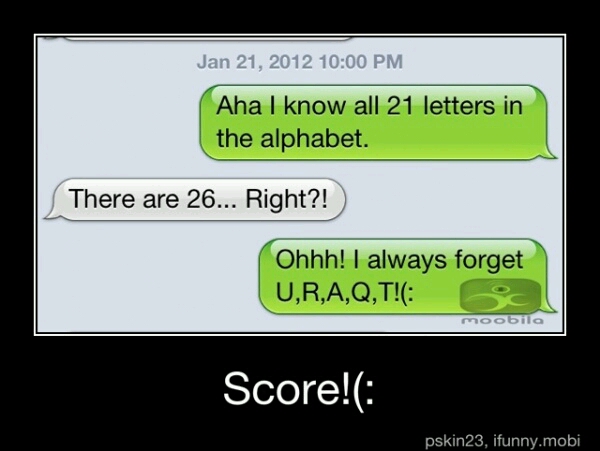 Jan 21, 2012 10:00 PM
Aha I know all 21 letters in
the alphabet.
There are 26... Right?!
Ohhh! I always forget
U,R,A,Q,T!(:
moobila
Score!(:
pskin23, ifunny.mobi